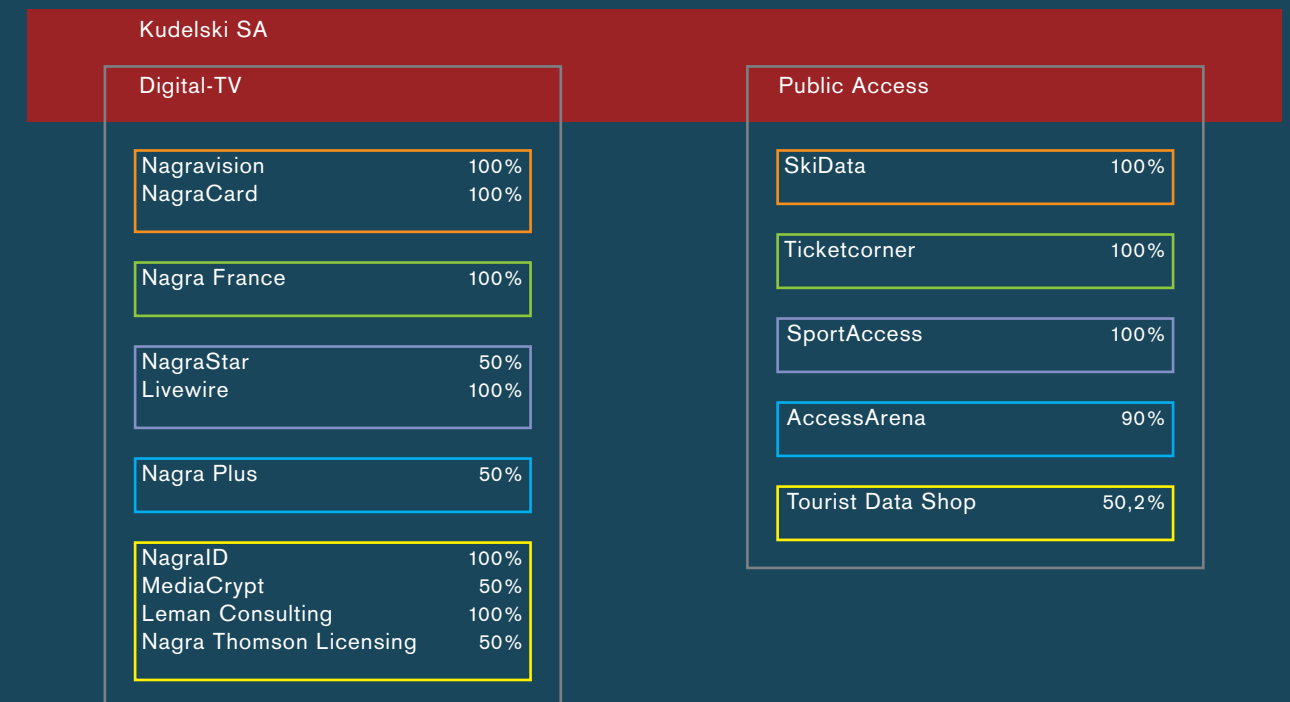 Kudelski SA
Digital-TV
Nagravision 100%
NagraCard 100%
Nagra France 100%
NagraStar 50%
Livewire 100%
Nagra Plus 50%
NagraID 100%
MediaCrypt 50%
Leman Consulting 100%
Nagra Thomson Licensing 50%
Public Access
SkiData 100%
Ticketcorner 100%
SportAccess 100%
AccessArena 90%
Tourist Data Shop 50,2%